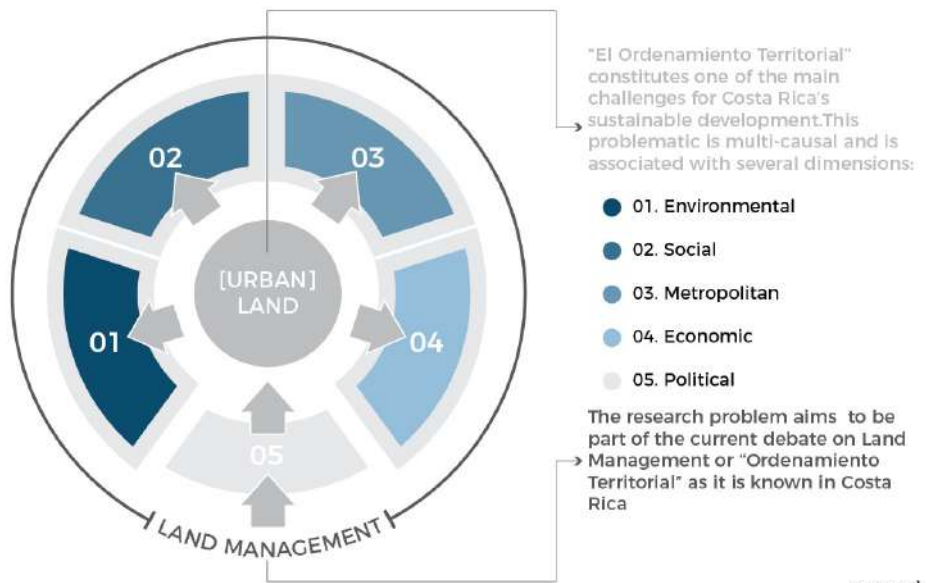 "El Ordenamiento Territorial"
constitutes one of the main
challenges for Costa Rica's
sustainable development.This
problematic is multi-causal and is
associated with several dimensions:
01. Environmental
02. Social
03. Metropolitan
04. Economic
05. Political
The research problem aims to be
part of the current debate on Land
Management or "Ordenamiento
Territorial" as it is known in Costa
Rica
02
03
[URBAN]
LAND
01
04
05
LAND MANAGEMENT